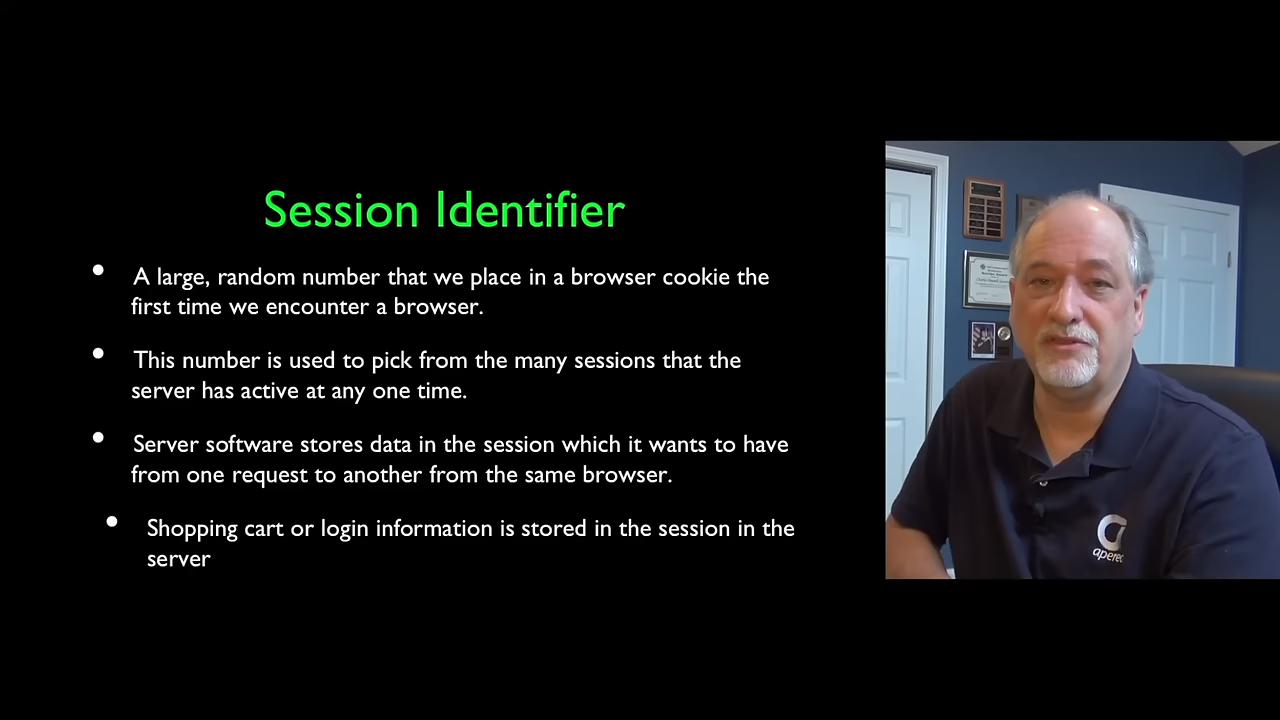 Session Identifier
• A large, random number that we place in a browser cookie the
first time we encounter a browser.
• This number is used to pick from the many sessions that the
server has active at any one time.
• Server software stores data in the session which it wants to have
from one request to another from the same browser.
• Shopping cart or login information is stored in the session in the
server